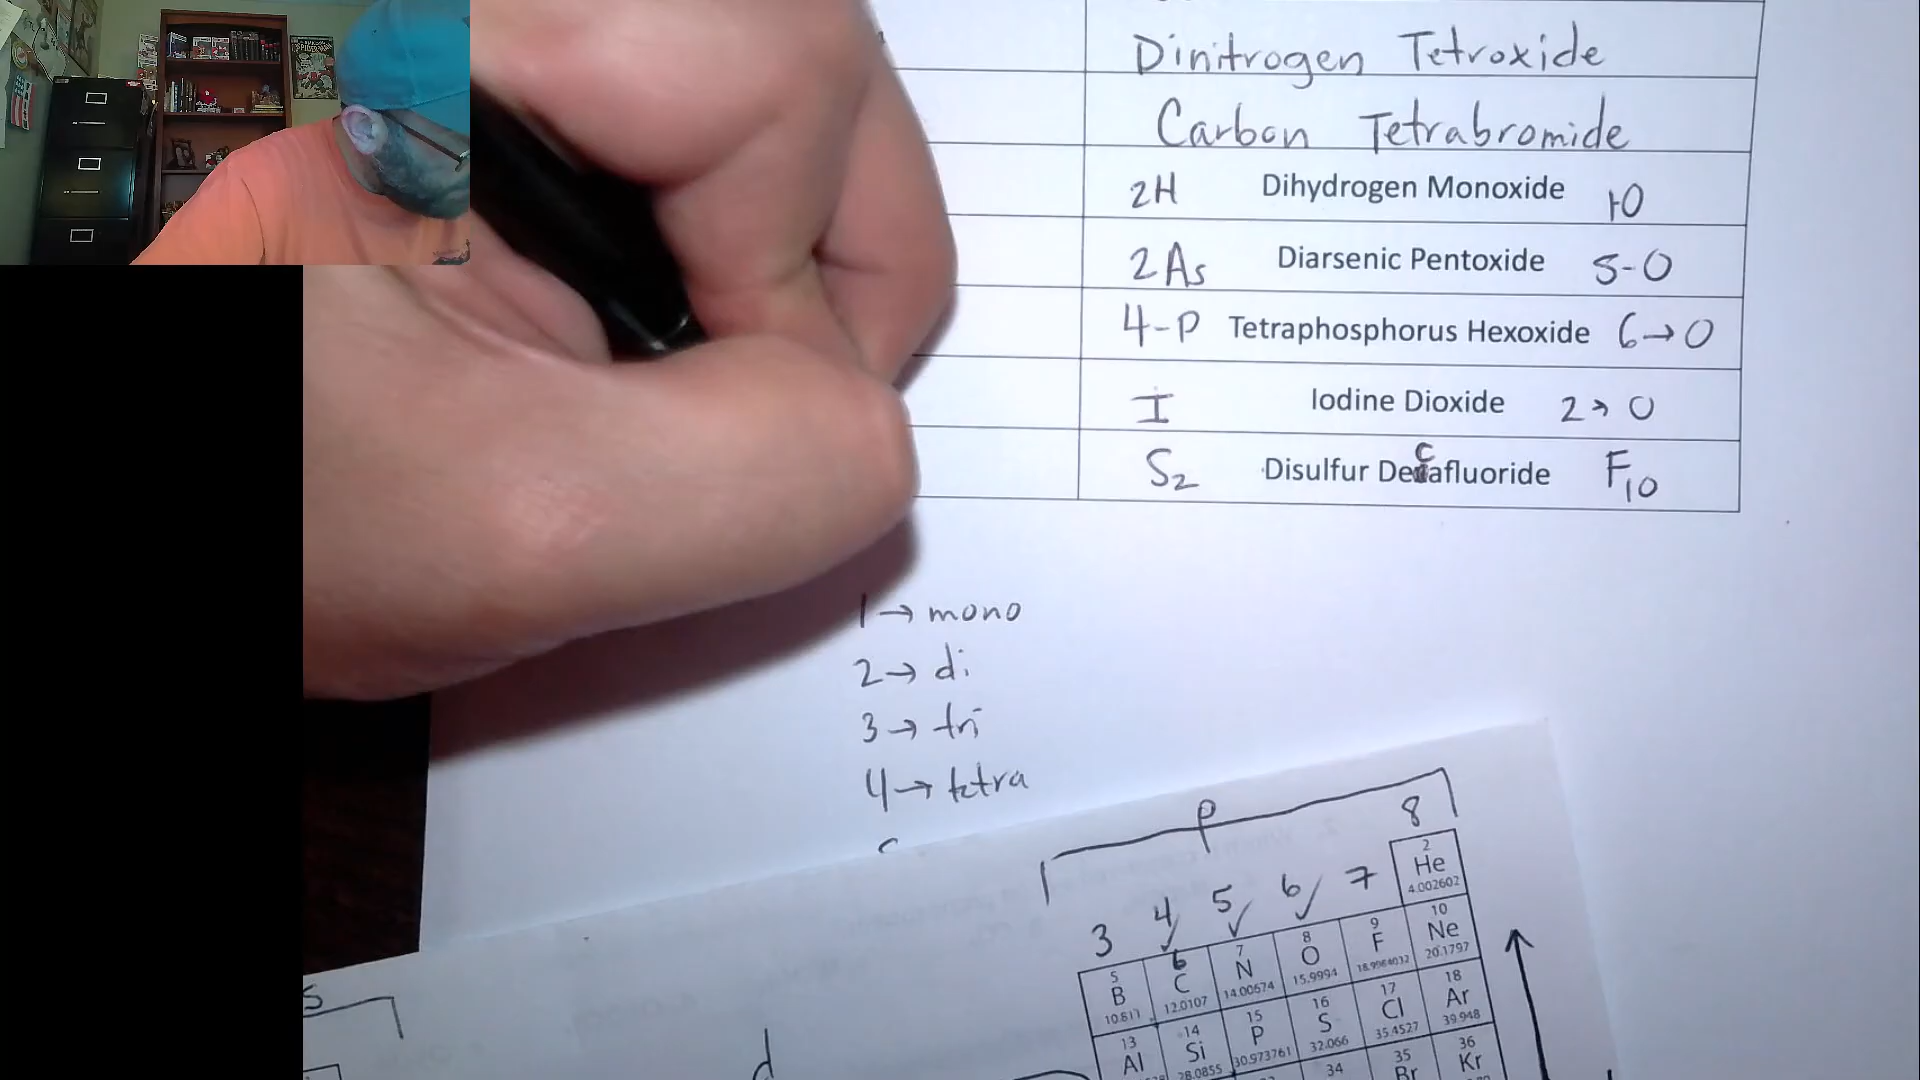 Dinitrogen Tetroxide
Carbon Tetrabromide
2H Dihydrogen Monoxide 1O
2As Diarsenic Pentoxide 5-O
4-P Tetraphosphorus Hexoxide 6→O
I Iodine Dioxide 2→O
S2 Disulfur Decafluoride F10
1→mono
2→di
3→tri
4→tetra
p
8
3 4 5 6 7
2
He
4.002602
5 6 7 8 9 10
B C N O F Ne
10.811 12.0107 14.00674 15.9994 18.9984032 20.1797
13 14 15 16 17 18
Al Si P S Cl Ar
28.0855 30.973761 32.066 35.4527 39.948
34 35 36
Br Kr
s
d